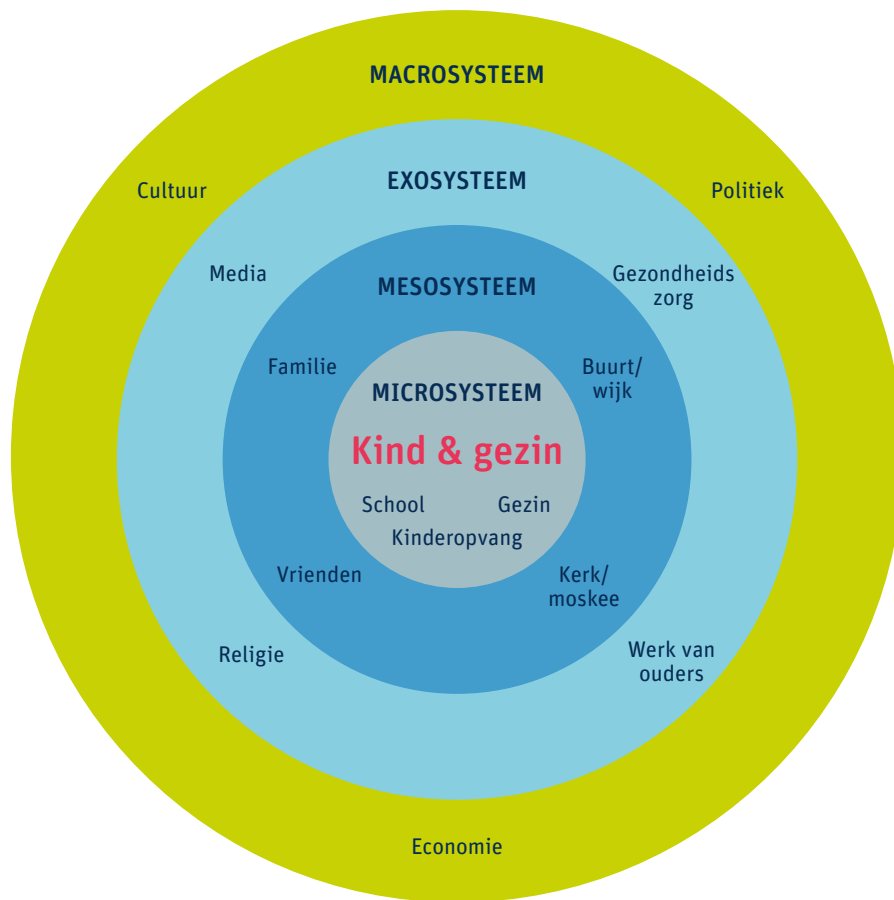 MACROSYSTEEM
EXOSYSTEEM
Cultuur
Politiek
Media
Gezondheids
zorg
MESOSYSTEEM
Familie
Buurt/
wijk
MICROSYSTEEM
Kind & gezin
School
Gezin
Kinderopvang
Vrienden
Kerk/
moskee
Religie
Werk van
ouders
Economie